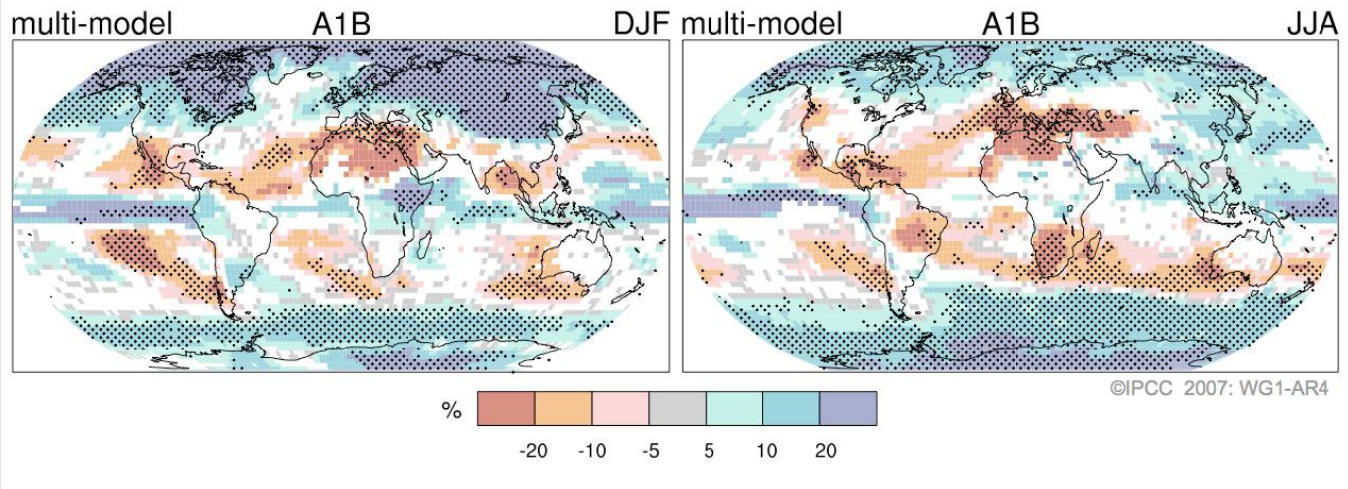 multi-model A1B DJF
multi-model A1B JJA
©IPCC 2007: WG1-AR4
%
-20 -10 -5 5 10 20